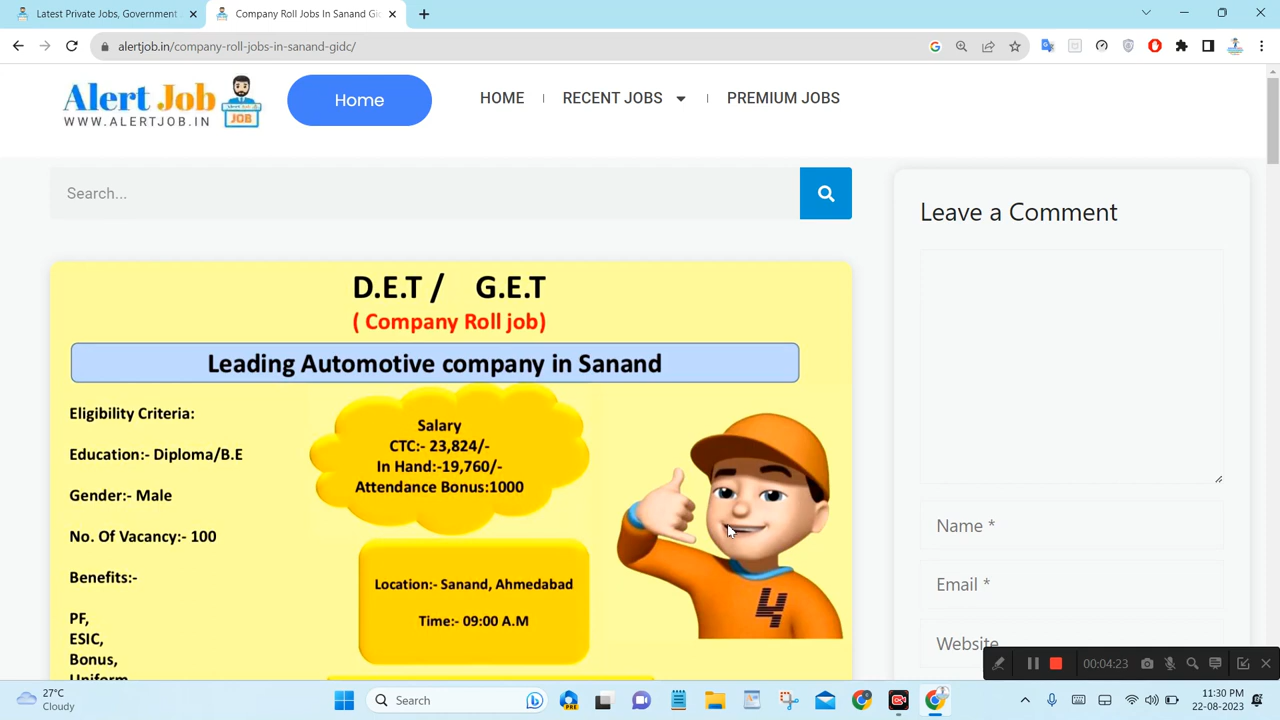 Latest Private Jobs, Government
Company Roll Jobs In Sanand GID
alertjob.in/company-roll-jobs-in-sanand-gidc/
Alert Job
WWW.ALERTJOB.IN
JOB
Home
HOME
RECENT JOBS
PREMIUM JOBS
Search...
Leave a Comment
D.E.T / G.E.T
( Company Roll job)
Leading Automotive company in Sanand
Eligibility Criteria:
Education:- Diploma/B.E
Gender:- Male
No. Of Vacancy:- 100
Benefits:-
PF,
ESIC,
Bonus,
Uniform
Salary
CTC:- 23,824/-
In Hand:-19,760/-
Attendance Bonus:1000
Location:- Sanand, Ahmedabad
Time:- 09:00 A.M
4
Name *
Email *
Website
00:04:23
27°C
Cloudy
Search
PRE
11:30 PM
22-08-2023